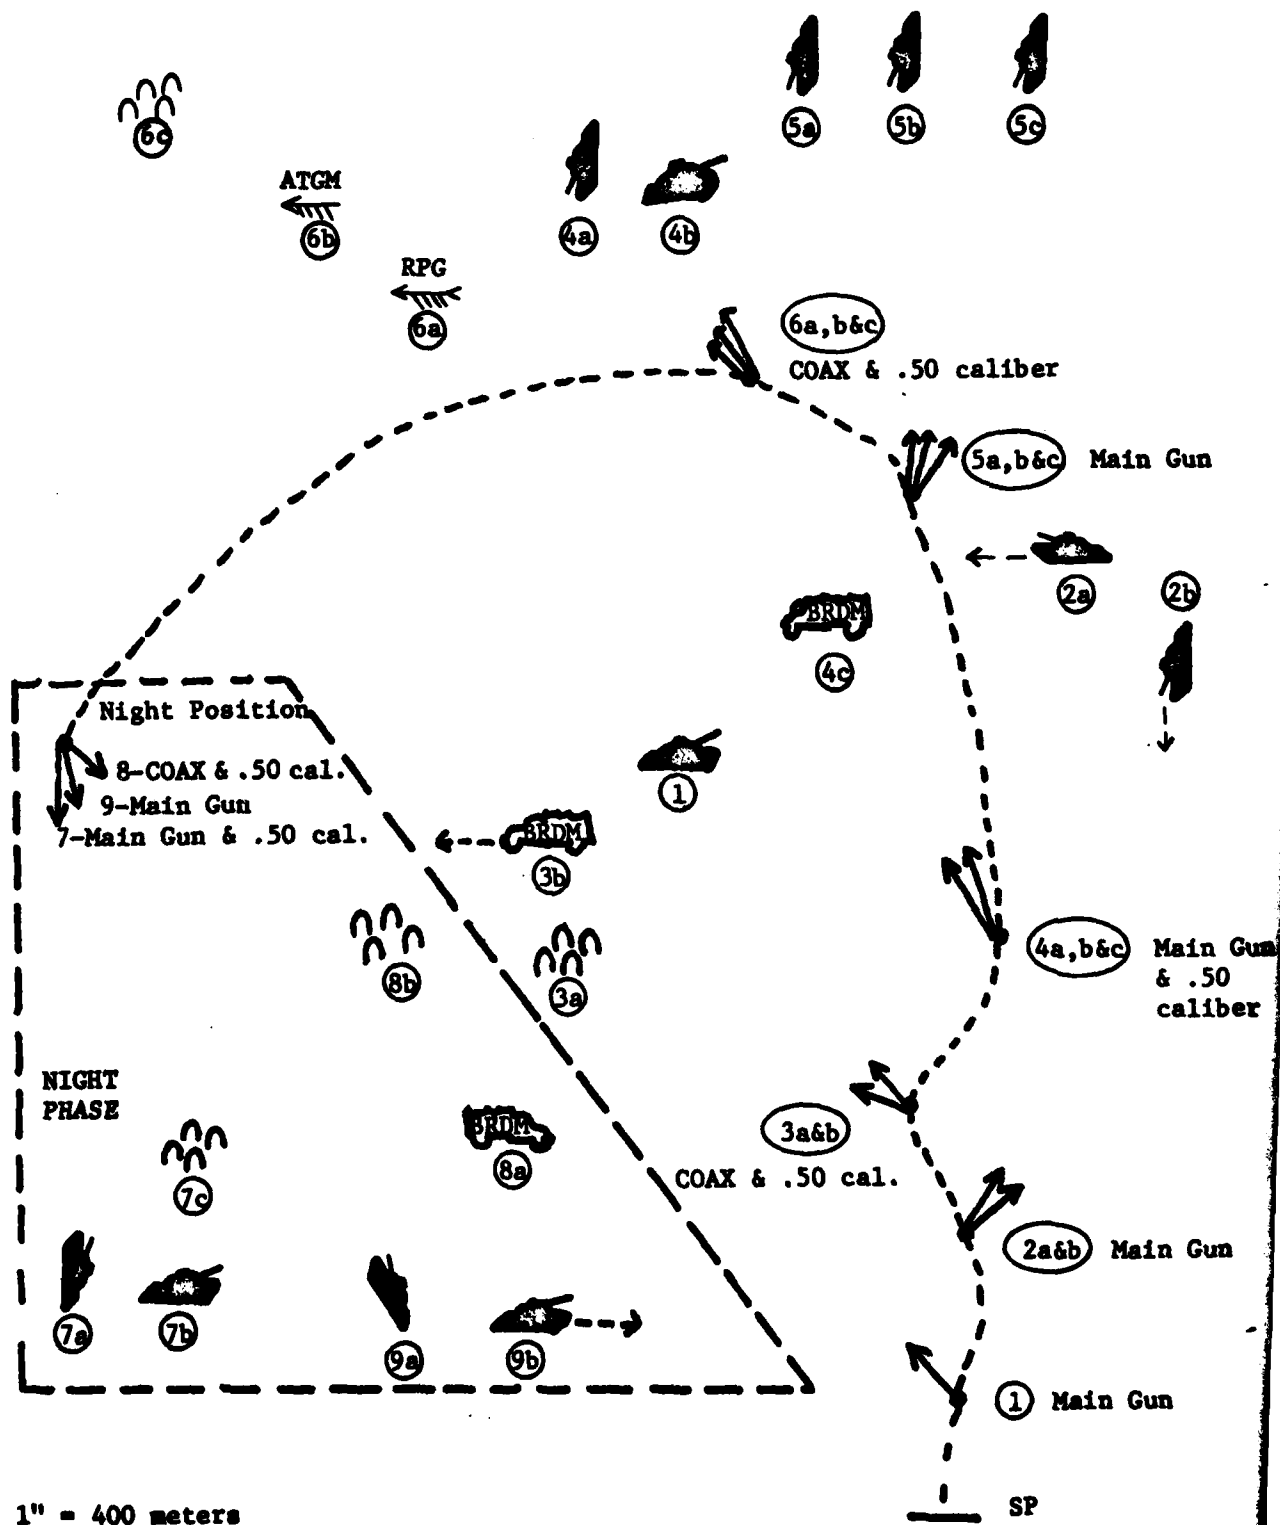 5a
5b
5c
6c
ATGM
6b
4a
4b
RPG
6a
6a,b&c
COAX & .50 caliber
5a,b&c Main Gun
2a
2b
BRDM
4c
Night Position
1
8-COAX & .50 cal.
9-Main Gun
7-Main Gun & .50 cal.
BRDM
3b
4a,b&c Main Gun
& .50
caliber
8b
3a
NIGHT
PHASE
BRDM
8a
3a&b
COAX & .50 cal.
7c
2a&b Main Gun
7a
7b
9a
9b
1 Main Gun
1" = 400 meters
SP